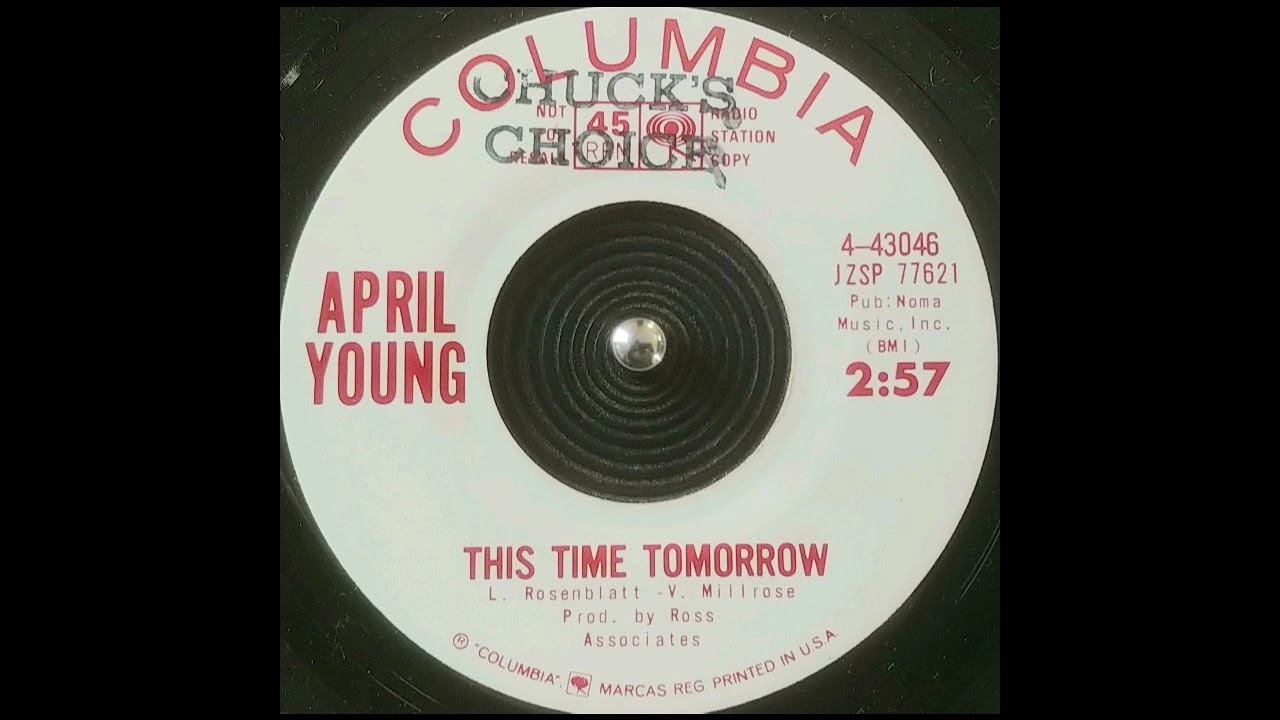 COLUMBIA
CHUCK'S
CHOICE
NOT
45
RPM
RADIO
STATION
COPY
4-43046
JZSP 77621
Pub: Noma
Music, Inc.
(BMI)
2:57
APRIL
YOUNG
THIS TIME TOMORROW
L. Rosenblatt - V. Millrose
Prod. by Ross
Associates
® "COLUMBIA", MARCAS REG. PRINTED IN U.S.A.